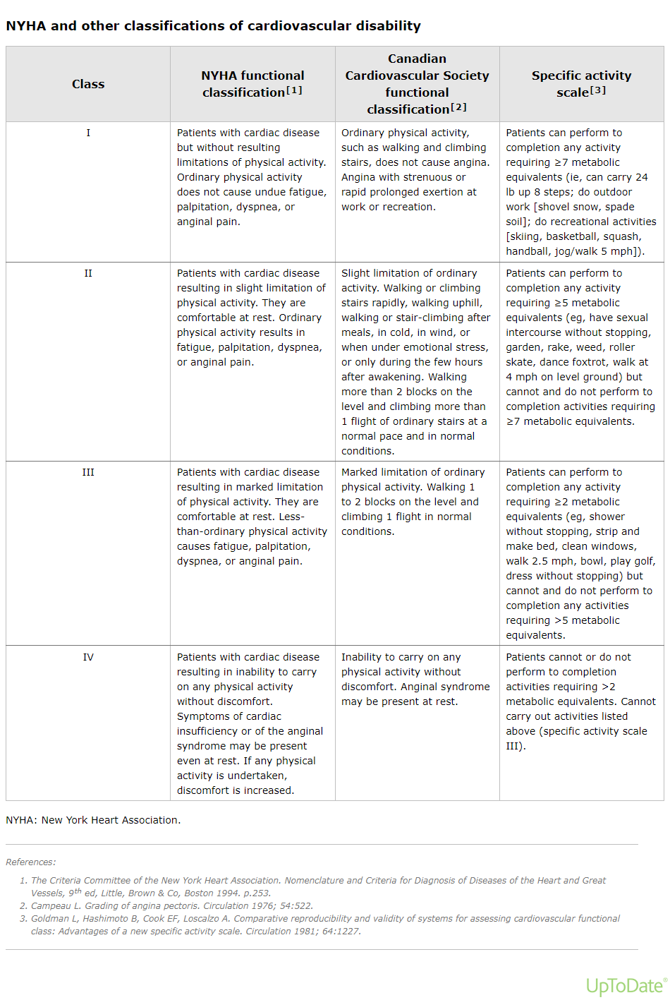 NYHA and other classifications of cardiovascular disability
Class
NYHA functional
classification[1]
Canadian
Cardiovascular Society
functional
classification[2]
Specific activity
scale[3]
I
Patients with cardiac disease
but without resulting
limitations of physical activity.
Ordinary physical activity
does not cause undue fatigue,
palpitation, dyspnea, or
anginal pain.
Ordinary physical activity,
such as walking and climbing
stairs, does not cause angina.
Angina with strenuous or
rapid prolonged exertion at
work or recreation.
Patients can perform to
completion any activity
requiring ≥7 metabolic
equivalents (ie, can carry 24
lb up 8 steps; do outdoor
work [shovel snow, spade
soil]; do recreational activities
[skiing, basketball, squash,
handball, jog/walk 5 mph]).
II
Patients with cardiac disease
resulting in slight limitation of
physical activity. They are
comfortable at rest. Ordinary
physical activity results in
fatigue, palpitation, dyspnea,
or anginal pain.
Slight limitation of ordinary
activity. Walking or climbing
stairs rapidly, walking uphill,
walking or stair-climbing after
meals, in cold, in wind, or
when under emotional stress,
or only during the few hours
after awakening. Walking
more than 2 blocks on the
level and climbing more than
1 flight of ordinary stairs at a
normal pace and in normal
conditions.
Patients can perform to
completion any activity
requiring ≥5 metabolic
equivalents (eg, have sexual
intercourse without stopping,
garden, rake, weed, roller
skate, dance foxtrot, walk at
4 mph on level ground) but
cannot and do not perform to
completion activities requiring
≥7 metabolic equivalents.
III
Patients with cardiac disease
resulting in marked limitation
of physical activity. They are
comfortable at rest. Less-
than-ordinary physical activity
causes fatigue, palpitation,
dyspnea, or anginal pain.
Marked limitation of ordinary
physical activity. Walking 1
to 2 blocks on the level and
climbing 1 flight in normal
conditions.
Patients can perform to
completion any activity
requiring ≥2 metabolic
equivalents (eg, shower
without stopping, strip and
make bed, clean windows,
walk 2.5 mph, bowl, play golf,
dress without stopping) but
cannot and do not perform to
completion any activities
requiring >5 metabolic
equivalents.
IV
Patients with cardiac disease
resulting in inability to carry
on any physical activity
without discomfort.
Symptoms of cardiac
insufficiency or of the anginal
syndrome may be present
even at rest. If any physical
activity is undertaken,
discomfort is increased.
Inability to carry on any
physical activity without
discomfort. Anginal syndrome
may be present at rest.
Patients cannot or do not
perform to completion
activities requiring >2
metabolic equivalents. Cannot
carry out activities listed
above (specific activity scale
III).
NYHA: New York Heart Association.
References:
1. The Criteria Committee of the New York Heart Association. Nomenclature and Criteria for Diagnosis of Diseases of the Heart and Great
Vessels, 9th ed, Little, Brown & Co, Boston 1994. p.253.
2. Campeau L. Grading of angina pectoris. Circulation 1976; 54:522.
3. Goldman L, Hashimoto B, Cook EF, Loscalzo A. Comparative reproducibility and validity of systems for assessing cardiovascular functional
class: Advantages of a new specific activity scale. Circulation 1981; 64:1227.
UpToDate®